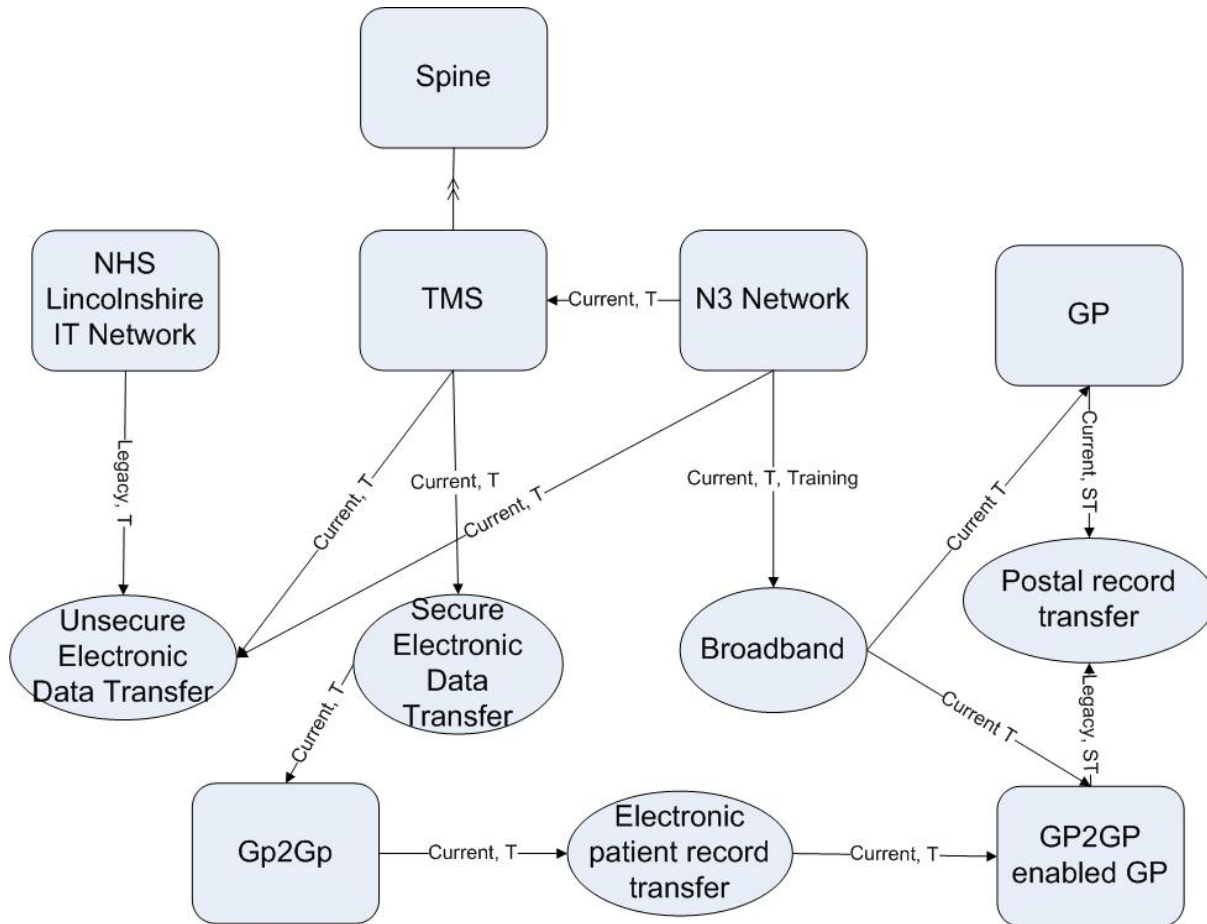 Spine
NHS
Lincolnshire
IT Network
TMS
Current, T
N3 Network
GP
Legacy, T
Current, T
Current, T
Current, T
Current, T, Training
Current T
Current, ST
Unsecure
Electronic
Data Transfer
Secure
Electronic
Data
Transfer
Broadband
Postal record
transfer
Current, T
Current T
Legacy, ST
Gp2Gp
Current, T
Electronic
patient record
transfer
Current, T
GP2GP
enabled GP